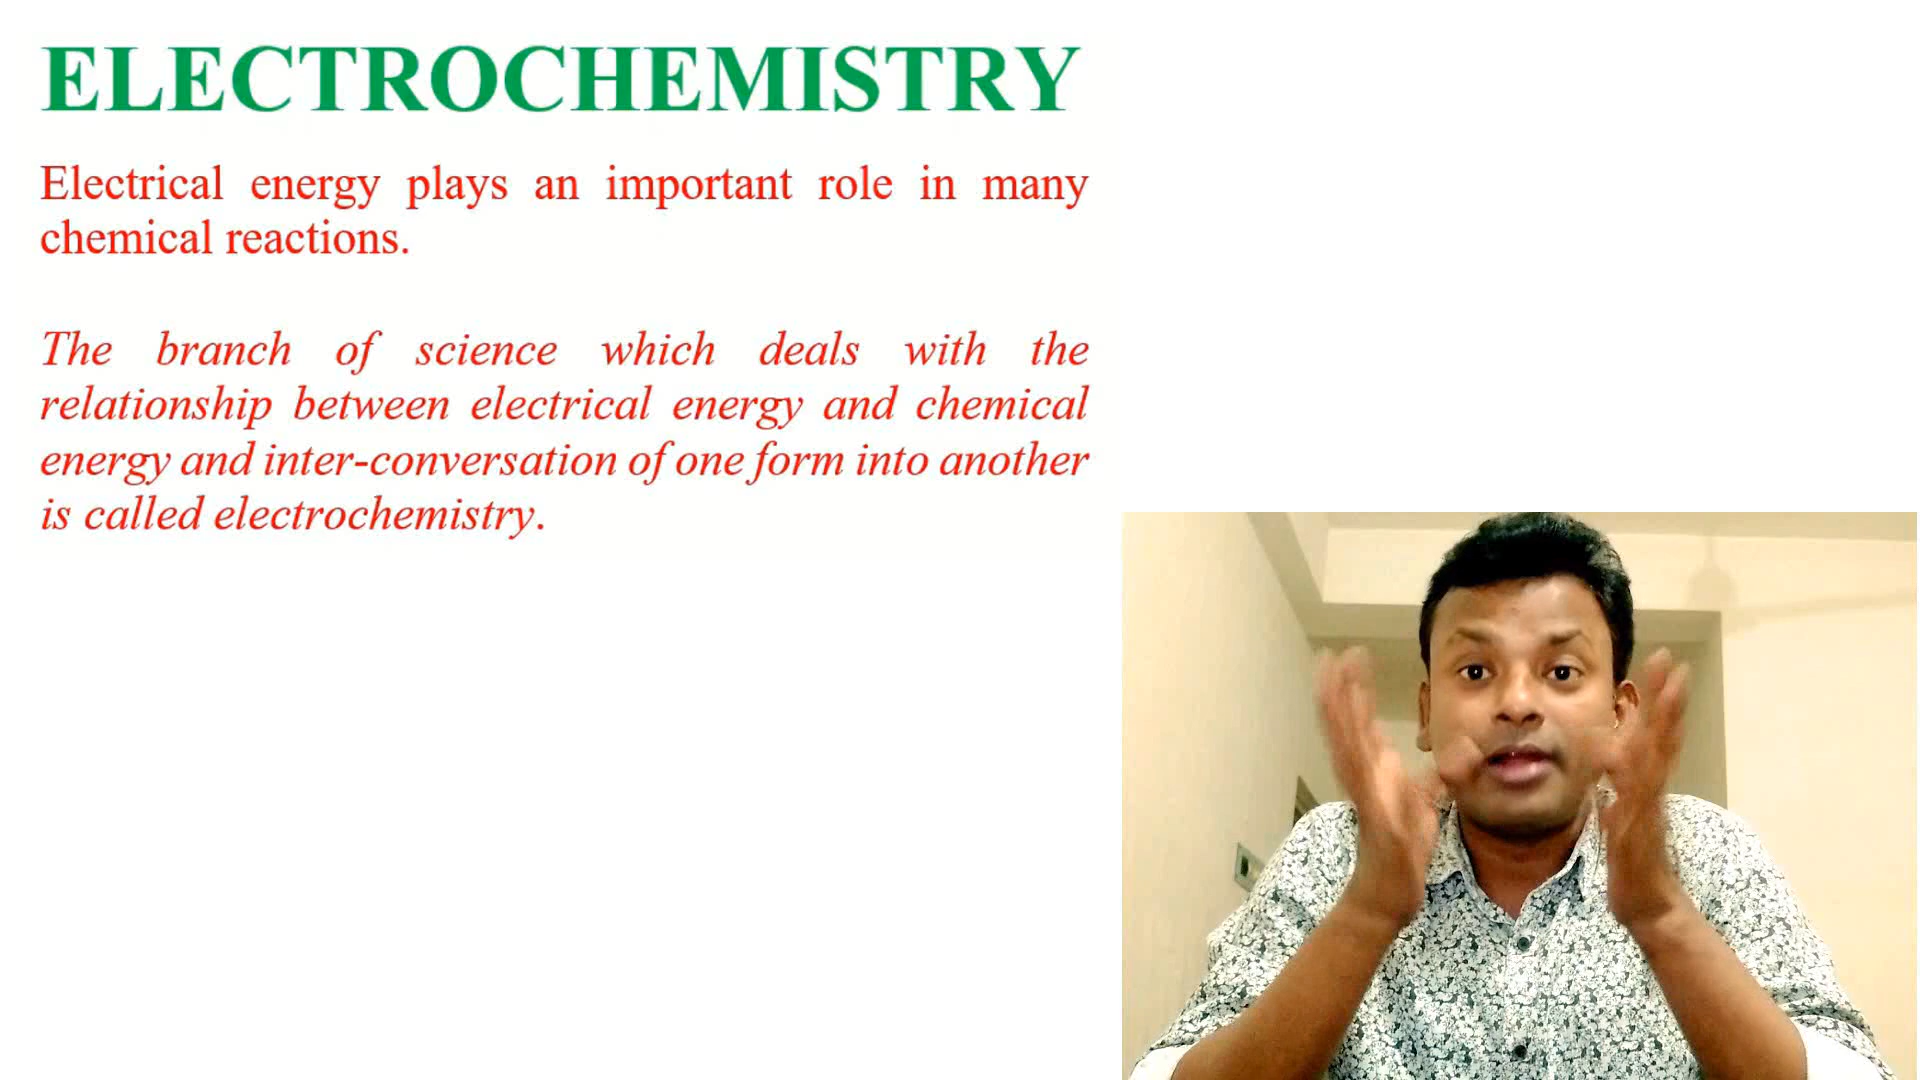 ELECTROCHEMISTRY
Electrical energy plays an important role in many
chemical reactions.
The branch of science which deals with the
relationship between electrical energy and chemical
energy and inter-conversation of one form into another
is called electrochemistry.